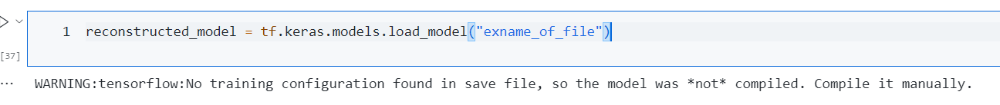 1 reconstructed_model = tf.keras.models.load_model("exname_of_file")
[37]
... WARNING:tensorflow:No training configuration found in save file, so the model was *not* compiled. Compile it manually.